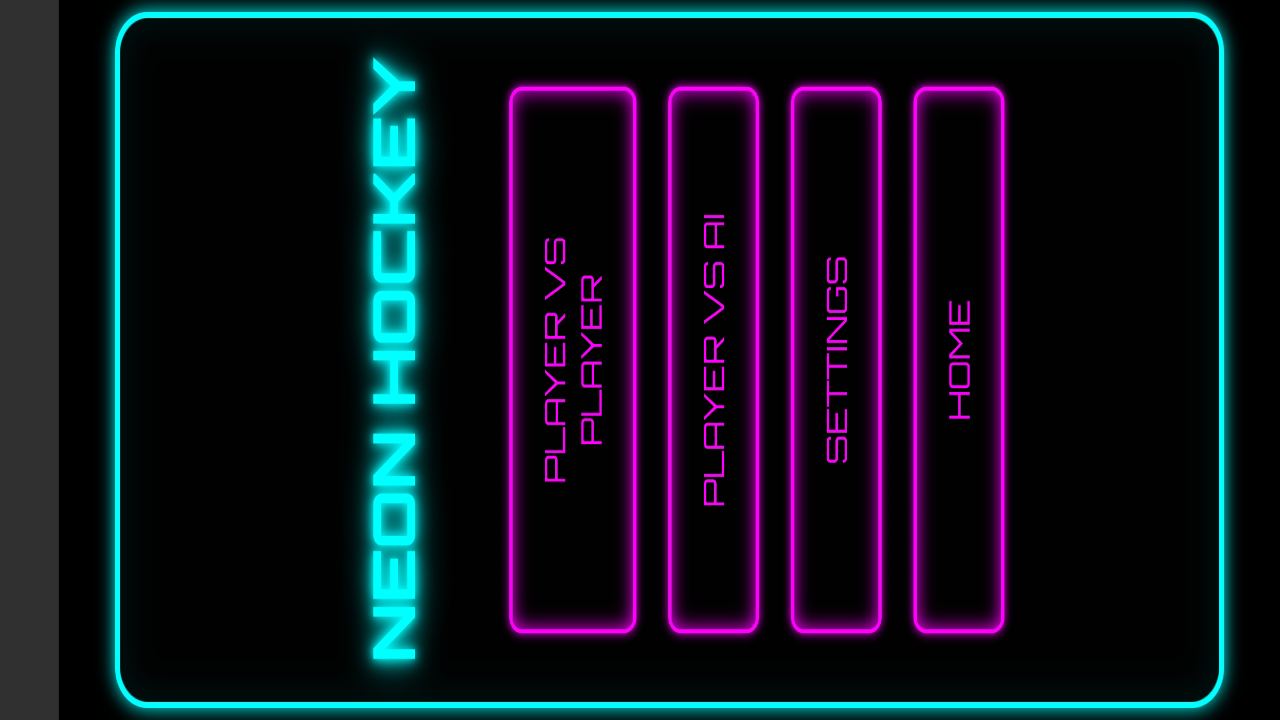 NEON HOCKEY
PLAYER VS
PLAYER
PLAYER VS AI
SETTINGS
HOME